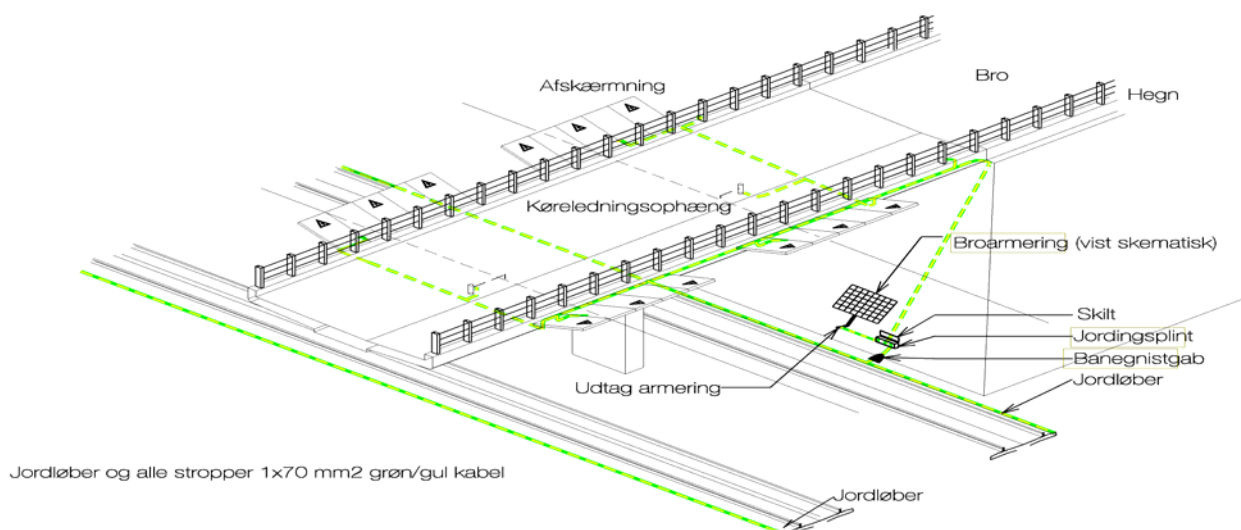 Afskærmning
Bro
Hegn
Køreledningsophæng
Broarmering (vist skematisk)
Skilt
Jordingsplint
Banegnistgab
Udtag armering
Jordløber
Jordløber og alle stropper 1x70 mm2 grøn/gul kabel
Jordløber